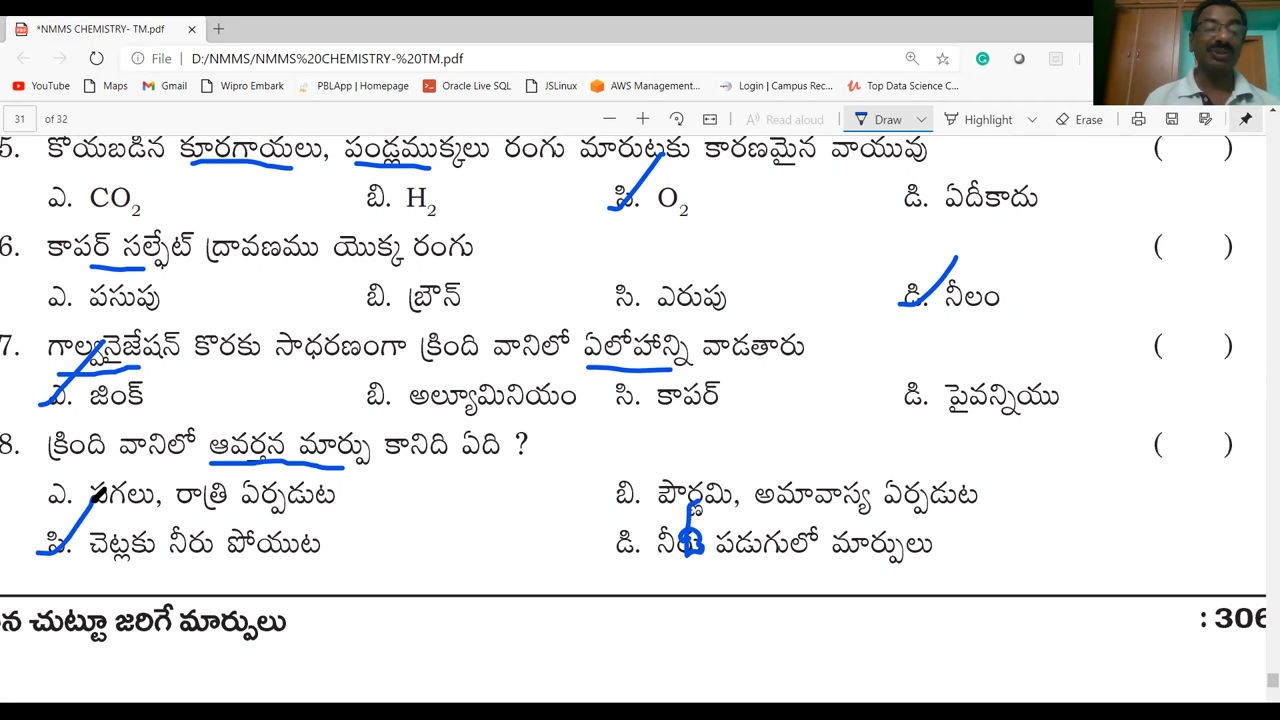 *NMMS CHEMISTRY- TM.pdf
File D:/NMMS/NMMS%20CHEMISTRY-%20TM.pdf
YouTube Maps Gmail Wipro Embark PBLApp | Homepage Oracle Live SQL JSLinux AWS Management... Login | Campus Rec... Top Data Science C...
31 of 32 Read aloud Draw Highlight Erase
5. కోయబడిన కూరగాయలు, పండ్లముక్కలు రంగు మారుటకు కారణమైన వాయువు ( )
ఎ. CO2 బి. H2 సి. O2 డి. ఏదీకాదు
6. కాపర్ సల్ఫేట్ ద్రావణము యొక్క రంగు ( )
ఎ. పసుపు బి. బ్రౌన్ సి. ఎరుపు డి. నీలం
7. గాల్వనైజేషన్ కొరకు సాధరణంగా క్రింది వానిలో ఏలోహాన్ని వాడతారు ( )
ఎ. జింక్ బి. అల్యూమినియం సి. కాపర్ డి. పైవన్నియు
8. క్రింది వానిలో ఆవర్తన మార్పు కానిది ఏది ? ( )
ఎ. పగలు, రాత్రి ఏర్పడుట బి. పౌర్ణమి, అమావాస్య ఏర్పడుట
సి. చెట్లకు నీరు పోయుట డి. నీరు పడుగులో మార్పులు
న చుట్టూ జరిగే మార్పులు : 306